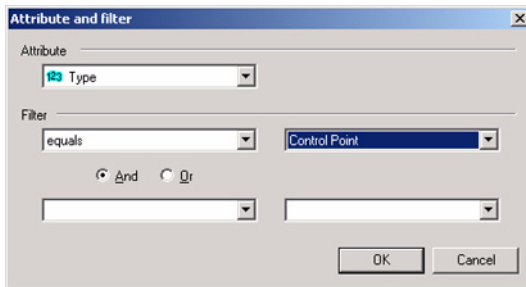 Attribute and filter
Attribute
123 Type
Filter
equals Control Point
And Or
OK Cancel